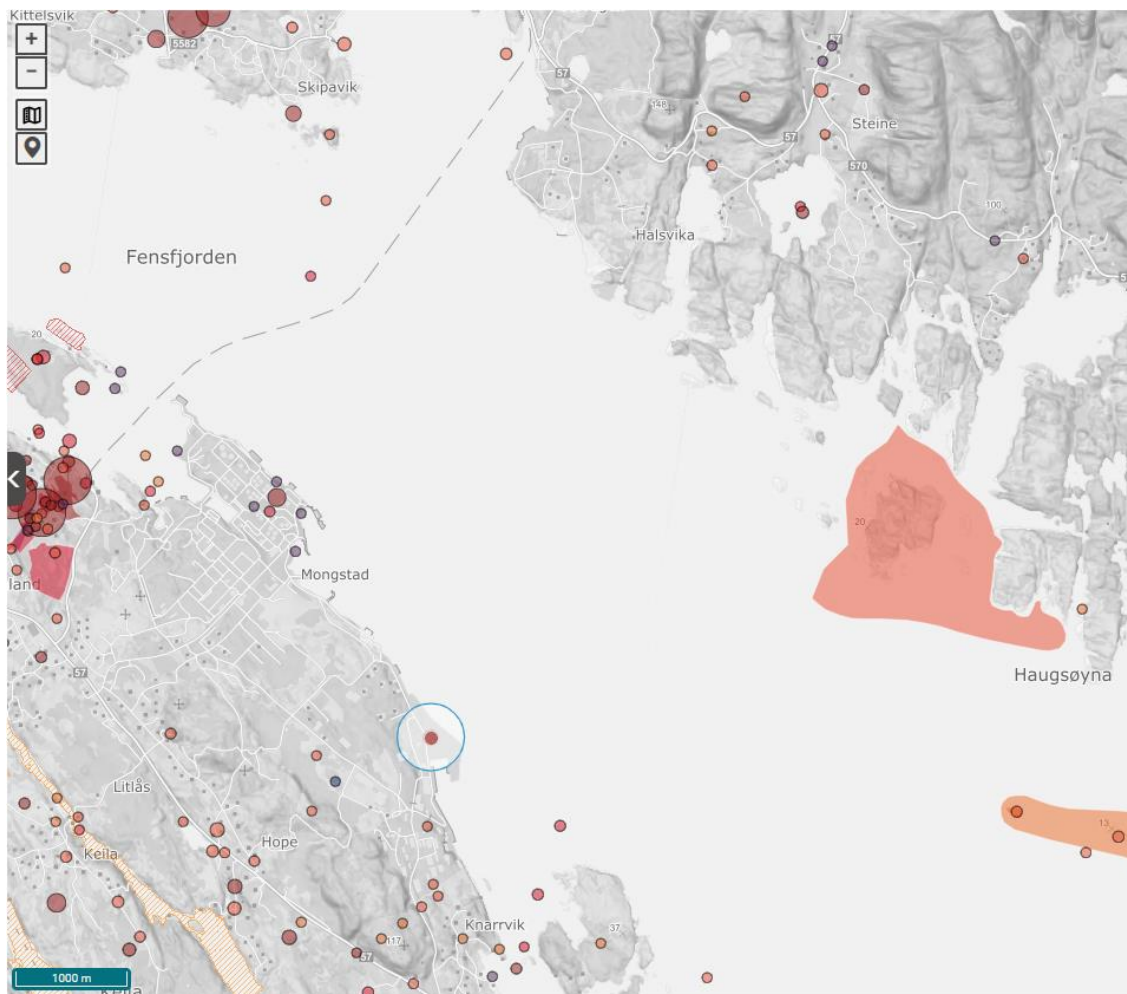 Kittelsvik
+
5582
−
57
57
Skipavik
148
Steine
57
570
100
Halsvika
Fensfjorden
20
20
Mongstad
Haugsøyna
57
Litlås
13
Hope
Keila
Knarrvik
37
117
57
1000 m